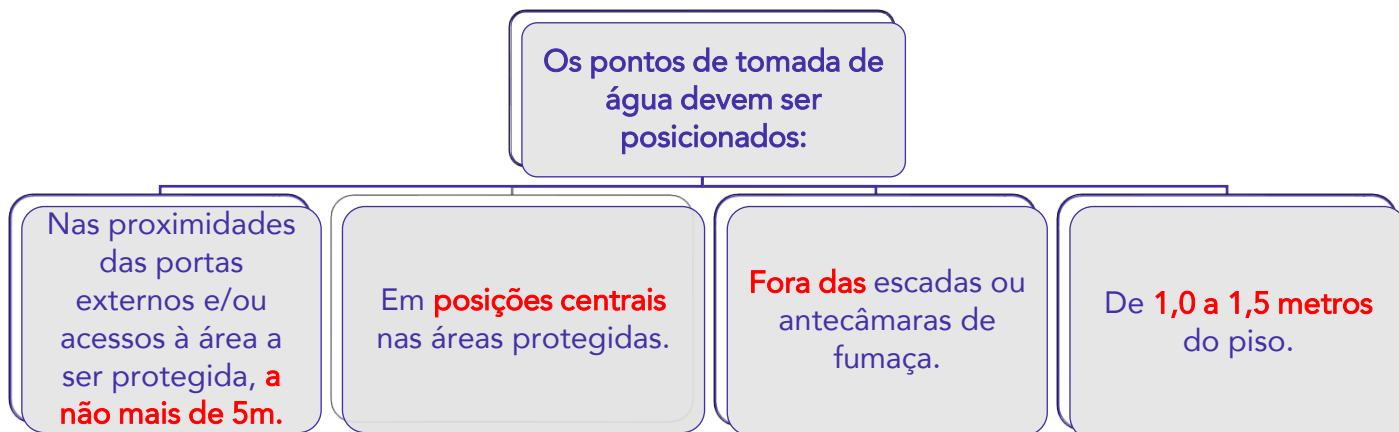 Os pontos de tomada de
água devem ser
posicionados:
Nas proximidades
das portas
externos e/ou
acessos à área a
ser protegida, a
não mais de 5m.
Em posições centrais
nas áreas protegidas.
Fora das escadas ou
antecâmaras de
fumaça.
De 1,0 a 1,5 metros
do piso.